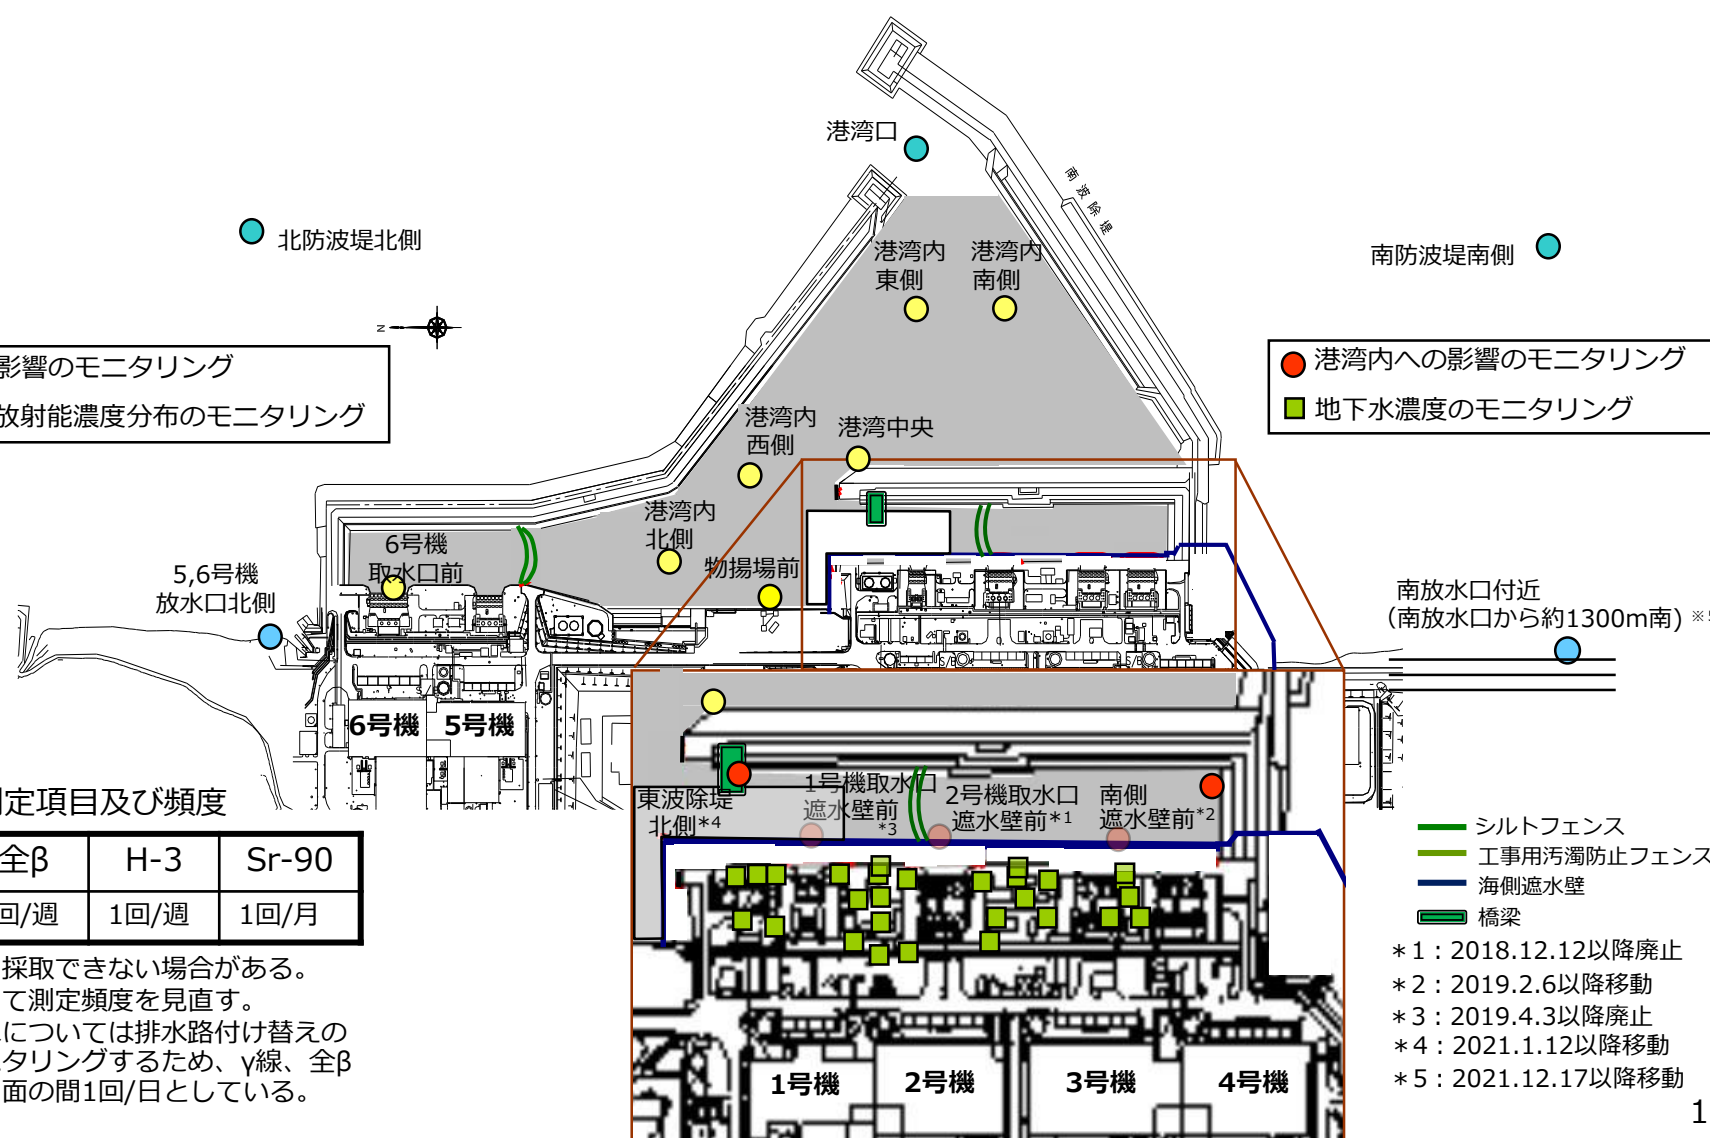 港湾口
南波除堤
北防波堤北側
南防波堤南側
港湾内
東側
港湾内
南側
N
影響のモニタリング
放射能濃度分布のモニタリング
港湾内への影響のモニタリング
地下水濃度のモニタリング
港湾内
西側
港湾中央
港湾内
北側
物揚場前
6号機
取水口前
5,6号機
放水口北側
南放水口付近
(南放水口から約1300m南)
6号機
5号機
東波除堤
北側*4
1号機取水口
遮水壁前
*3
2号機取水口
遮水壁前*1
南側
遮水壁前*2
定項目及び頻度
全β
H-3
Sr-90
回/週
1回/週
1回/月
採取できない場合がある。
て測定頻度を見直す。
については排水路付け替えの
タリングするため、γ線、全β
面の間1回/日としている。
1号機
2号機
3号機
4号機
シルトフェンス
工事用汚濁防止フェンス
海側遮水壁
橋梁
*1:2018.12.12以降廃止
*2:2019.2.6以降移動
*3:2019.4.3以降廃止
*4:2021.1.12以降移動
*5:2021.12.17以降移動
1